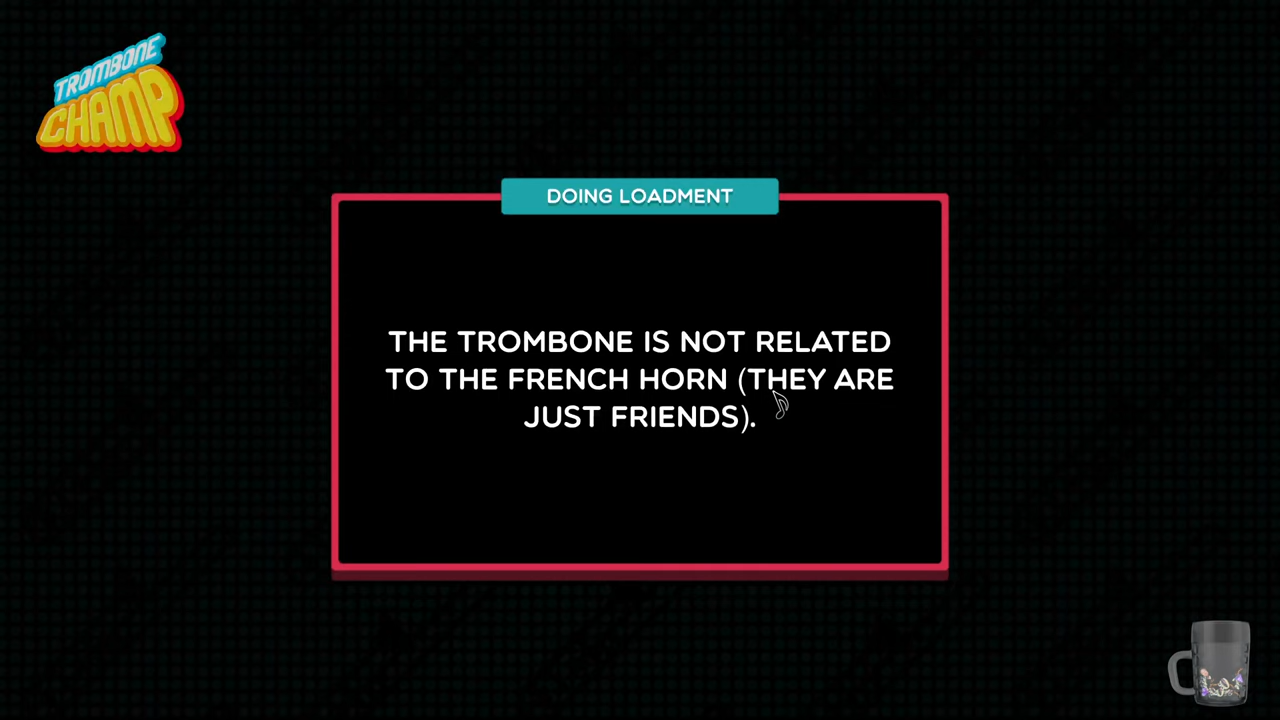 TROMBONE
CHAMP
DOING LOADMENT
THE TROMBONE IS NOT RELATED
TO THE FRENCH HORN (THEY ARE
JUST FRIENDS).